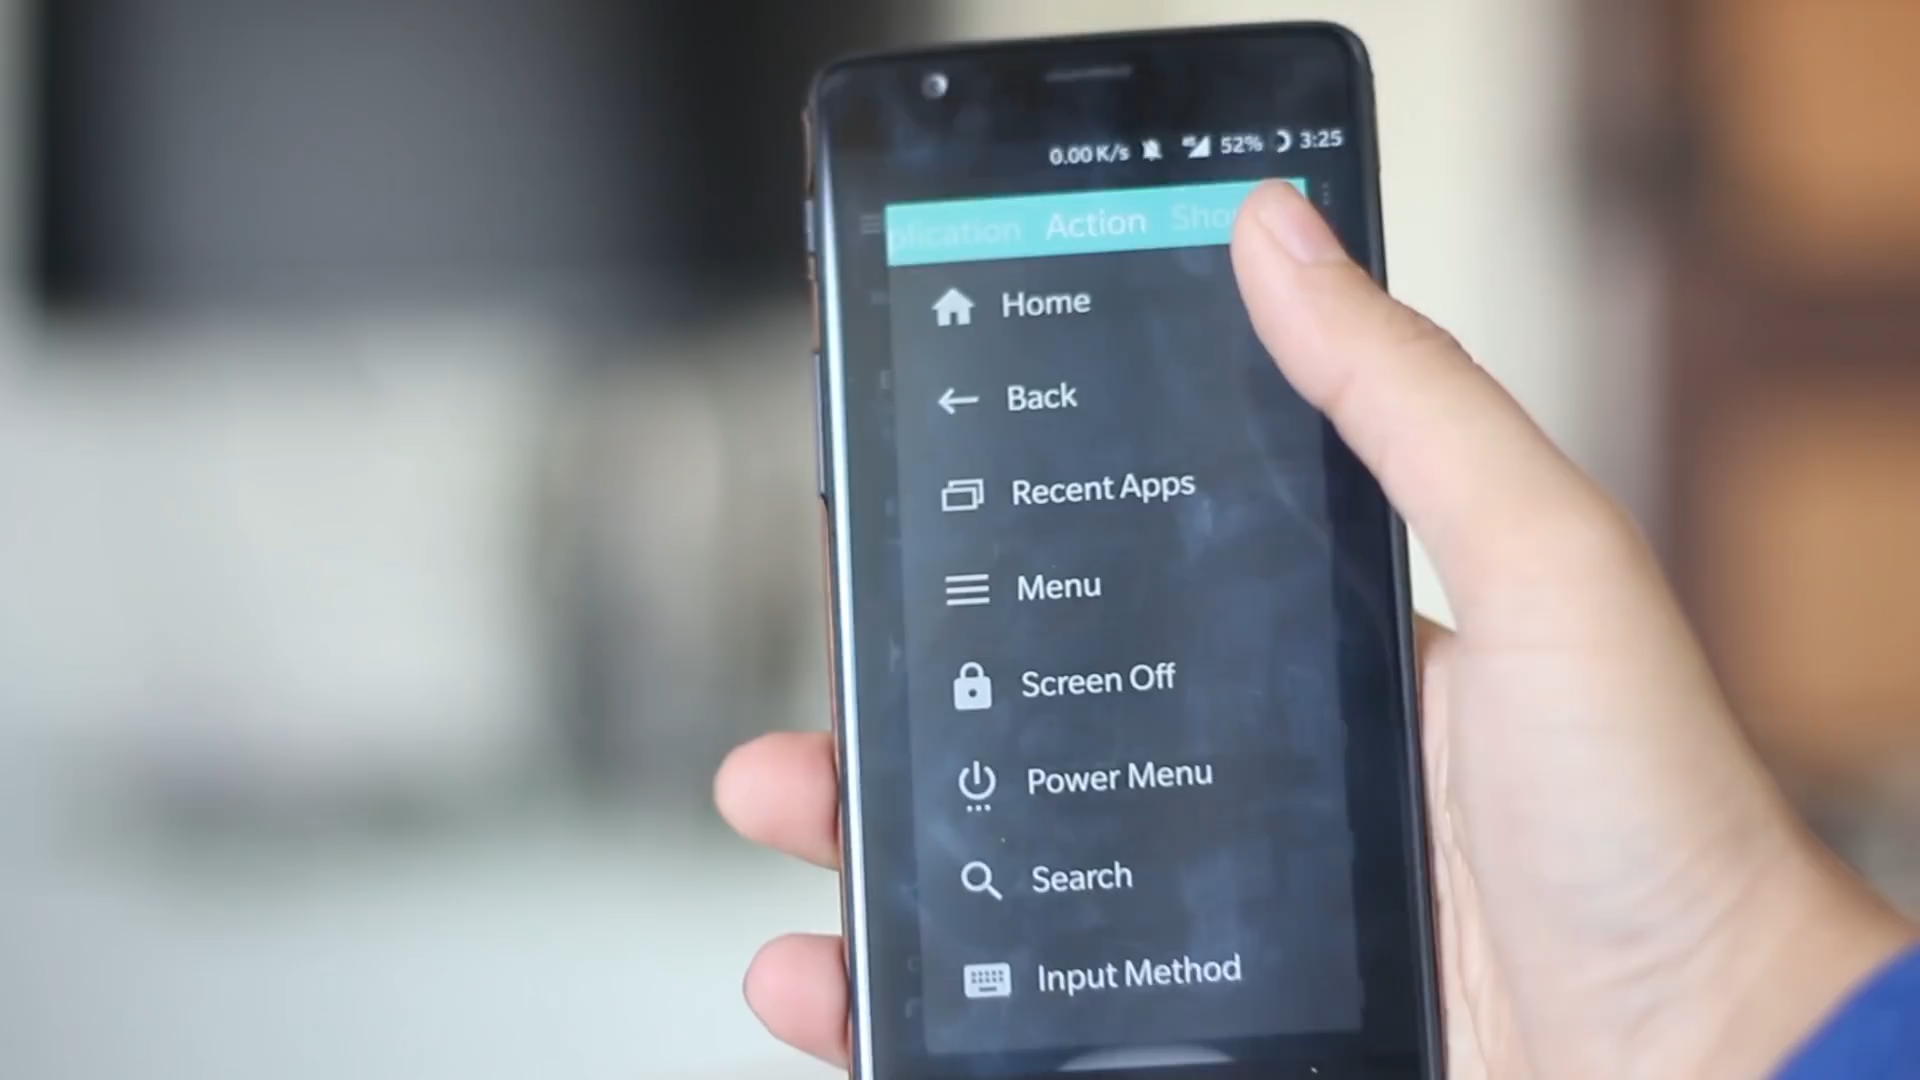 0.00 K/s 52% 3:25
plication Action Sho
Home
Back
Recent Apps
Menu
Screen Off
Power Menu
Search
Input Method